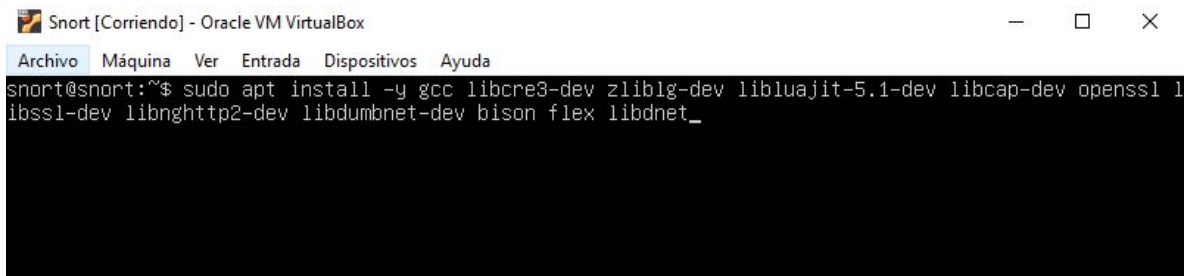 Snort [Corriendo] - Oracle VM VirtualBox
Archivo Máquina Ver Entrada Dispositivos Ayuda
snort@snort:~$ sudo apt install -y gcc libcre3-dev zliblg-dev libluajit-5.1-dev libcap-dev openssl l
ibssl-dev libnghttp2-dev libdumbnet-dev bison flex libdnet_